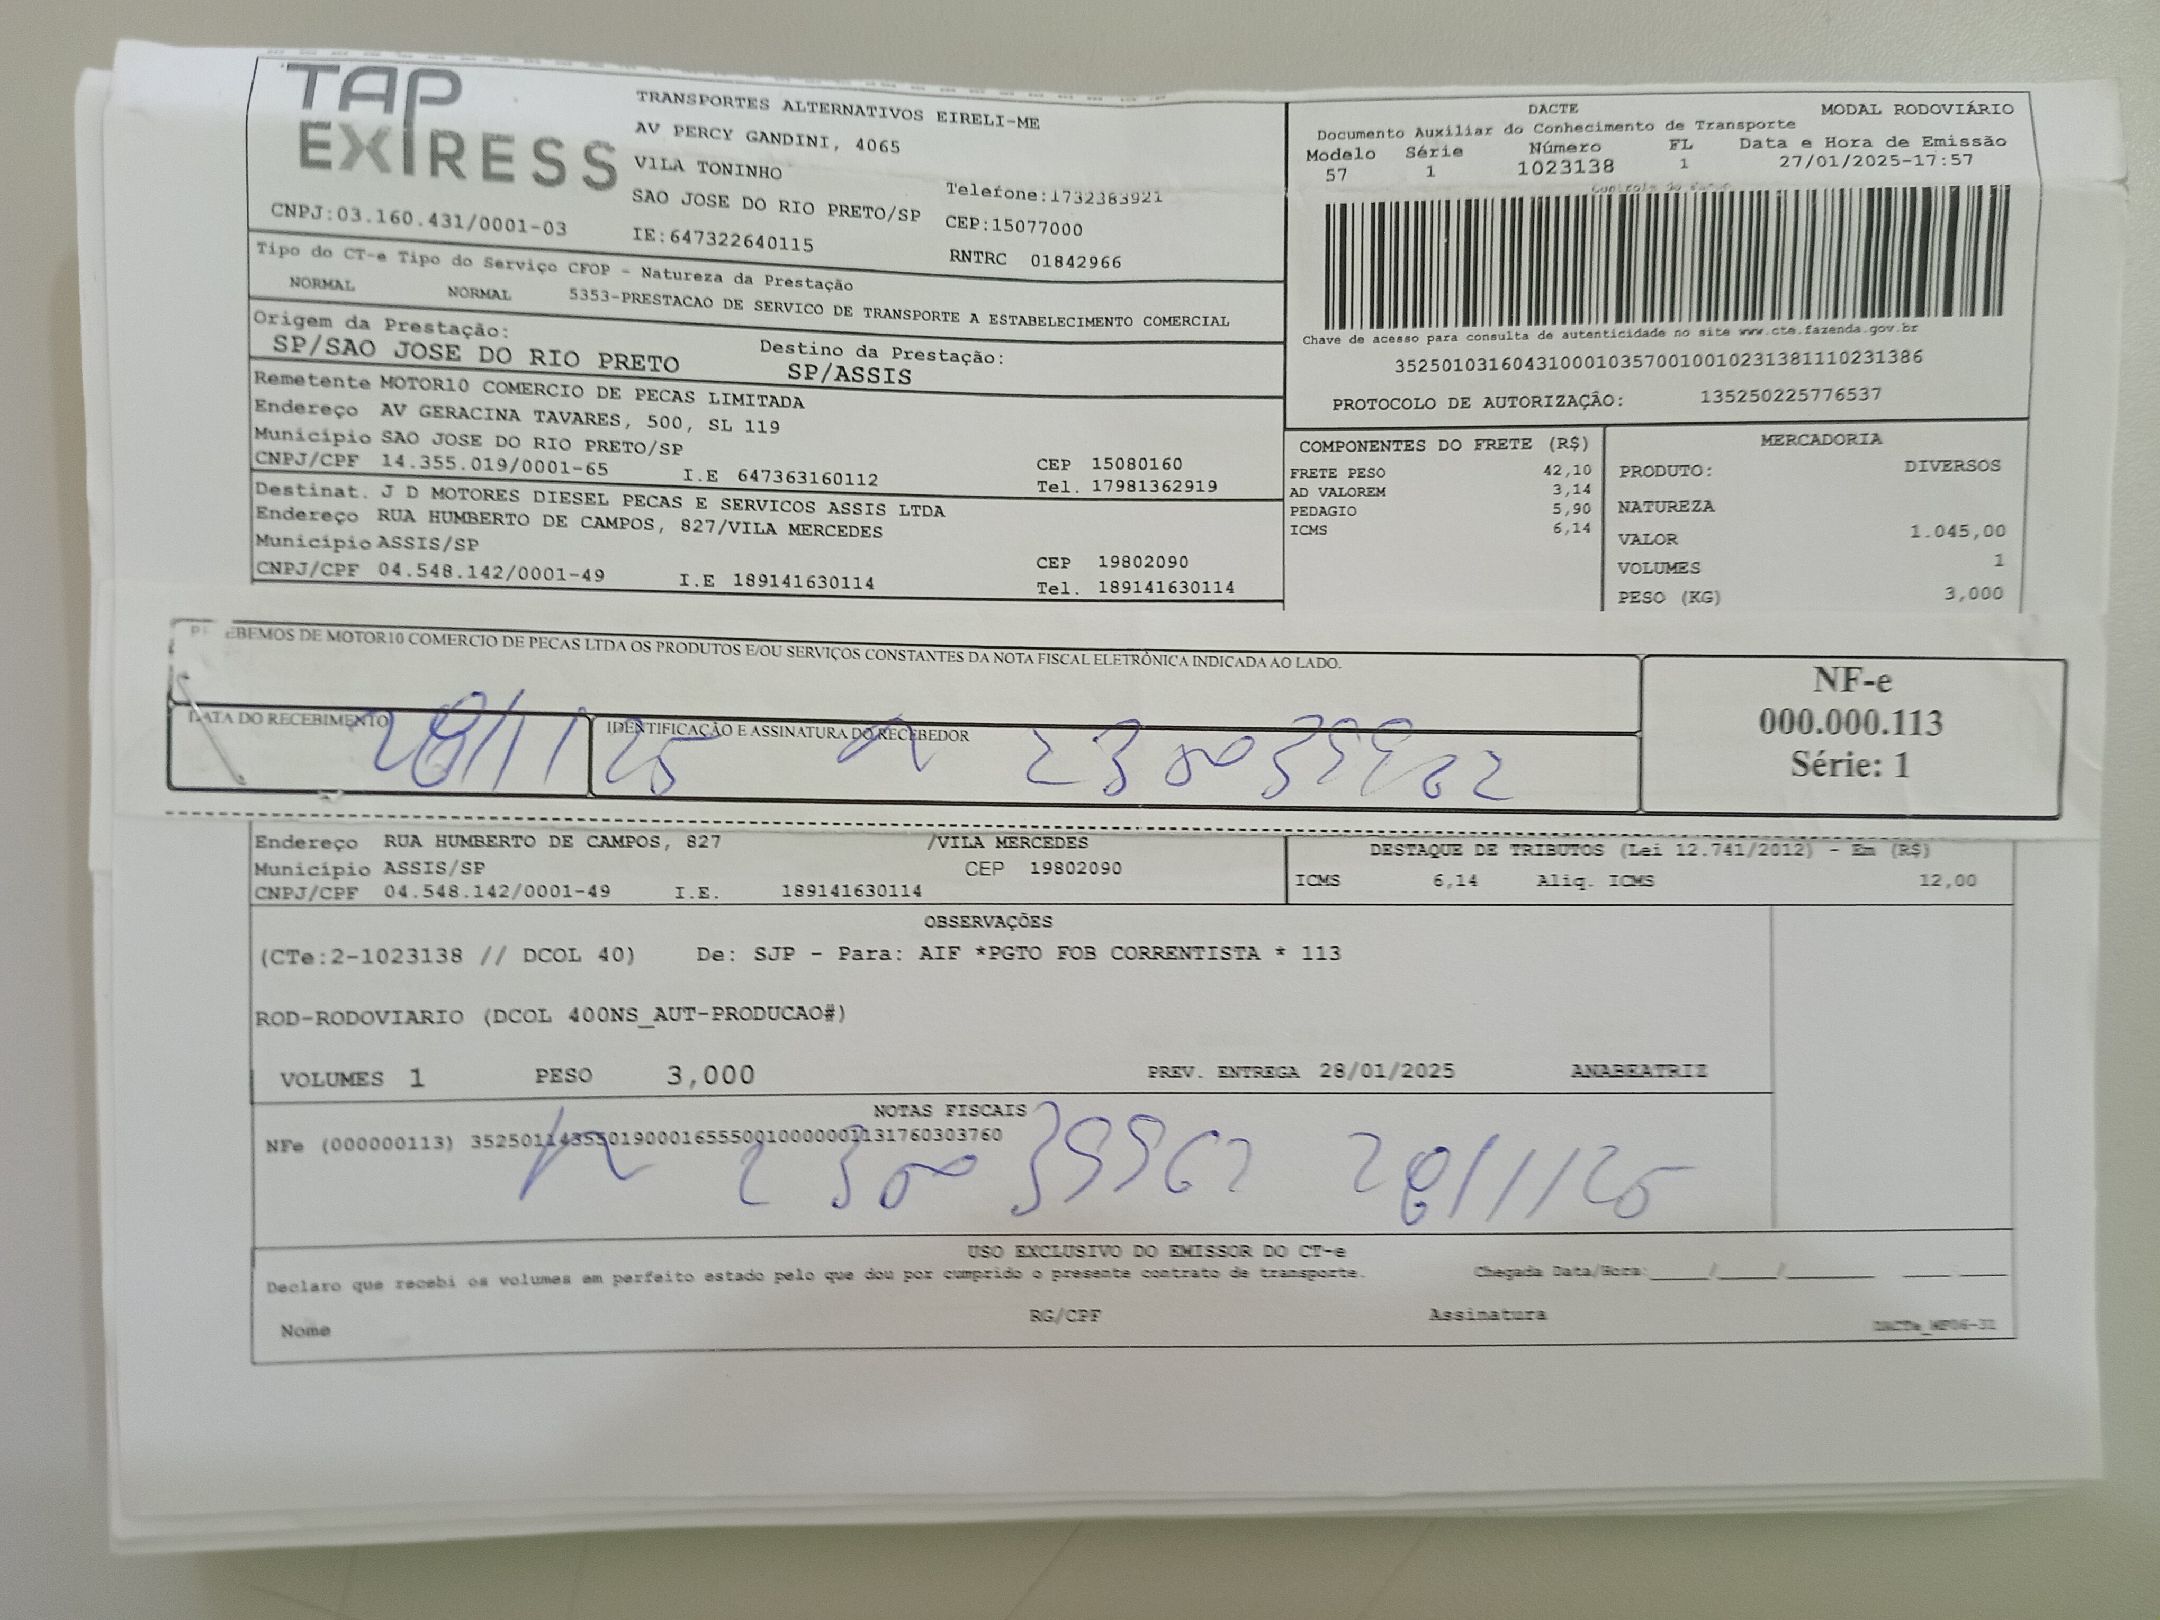 TAP
EXPRESS
CNPJ:03.160.431/0001-03
TRANSPORTES ALTERNATIVOS EIRELI-ME
AV PERCY GANDINI, 4065
VILA TONINHO
SAO JOSE DO RIO PRETO/SP
IE:647322640115
Telefone:1732383921
CEP:15077000
RNTRC 01842966
DACTE MODAL RODOVIÁRIO
Documento Auxiliar do Conhecimento de Transporte
Modelo Série Número FL Data e Hora de Emissão
57 1 1023138 1 27/01/2025-17:57
Chave de acesso para consulta de autenticidade no site www.cte.fazenda.gov.br
35250103160431000103570010010231381110231386
PROTOCOLO DE AUTORIZAÇÃO: 135250225776537
Tipo do CT-e Tipo do Serviço CFOP - Natureza da Prestação
NORMAL NORMAL 5353-PRESTACAO DE SERVICO DE TRANSPORTE A ESTABELECIMENTO COMERCIAL
Origem da Prestação: Destino da Prestação:
SP/SAO JOSE DO RIO PRETO SP/ASSIS
Remetente MOTOR10 COMERCIO DE PECAS LIMITADA
Endereço AV GERACINA TAVARES, 500, SL 119
Município SAO JOSE DO RIO PRETO/SP CEP 15080160
CNPJ/CPF 14.355.019/0001-65 I.E 647363160112 Tel. 17981362919
Destinat. J D MOTORES DIESEL PECAS E SERVICOS ASSIS LTDA
Endereço RUA HUMBERTO DE CAMPOS, 827/VILA MERCEDES
Município ASSIS/SP CEP 19802090
CNPJ/CPF 04.548.142/0001-49 I.E 189141630114 Tel. 189141630114
COMPONENTES DO FRETE (R$)
FRETE PESO 42,10
AD VALOREM 3,14
PEDAGIO 5,90
ICMS 6,14
MERCADORIA
PRODUTO: DIVERSOS
NATUREZA
VALOR 1.045,00
VOLUMES 1
PESO (KG) 3,000
EBEMOS DE MOTOR10 COMERCIO DE PECAS LTDA OS PRODUTOS E/OU SERVIÇOS CONSTANTES DA NOTA FISCAL ELETRÔNICA INDICADA AO LADO.
DATA DO RECEBIMENTO IDENTIFICAÇÃO E ASSINATURA DO RECEBEDOR
28/1/25
NF-e
000.000.113
Série: 1
Endereço RUA HUMBERTO DE CAMPOS, 827 /VILA MERCEDES
Município ASSIS/SP CEP 19802090
CNPJ/CPF 04.548.142/0001-49 I.E. 189141630114
DESTAQUE DE TRIBUTOS (Lei 12.741/2012) - Em (R$)
ICMS 6,14 Aliq. ICMS 12,00
OBSERVAÇÕES
(CTe:2-1023138 // DCOL 40) De: SJP - Para: AIF *PGTO FOB CORRENTISTA * 113
ROD-RODOVIARIO (DCOL 400NS_AUT-PRODUCAO#)
VOLUMES 1 PESO 3,000 PREV. ENTREGA 28/01/2025 ANABEATRIZ
NOTAS FISCAIS
NFe (000000113) 35250114355019000165550010000001131760303760
28/1/25
USO EXCLUSIVO DO EMISSOR DO CT-e
Declaro que recebi os volumes em perfeito estado pelo que dou por cumprido o presente contrato de transporte. Chegada Data/Hora:____/____/______ ___ ___
Nome RG/CPF Assinatura